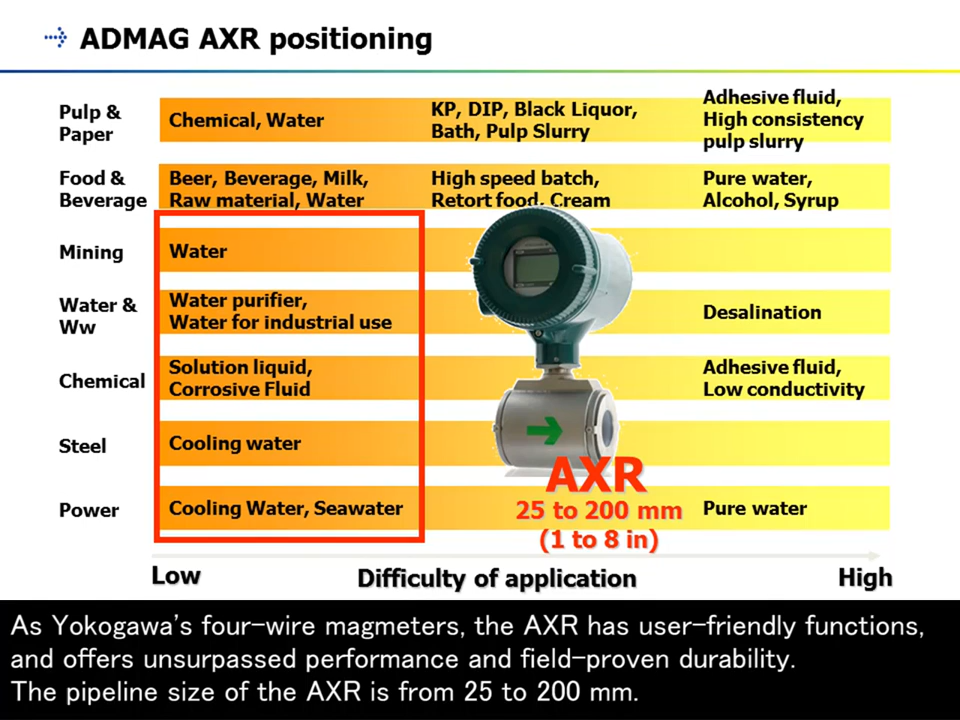 ADMAG AXR positioning
Pulp &
Paper
Chemical, Water
KP, DIP, Black Liquor,
Bath, Pulp Slurry
Adhesive fluid,
High consistency
pulp slurry
Food &
Beverage
Beer, Beverage, Milk,
Raw material, Water
High speed batch,
Retort food, Cream
Pure water,
Alcohol, Syrup
Mining
Water
Water &
Ww
Water purifier,
Water for industrial use
Desalination
Chemical
Solution liquid,
Corrosive Fluid
Adhesive fluid,
Low conductivity
Steel
Cooling water
Power
Cooling Water, Seawater
AXR
25 to 200 mm
(1 to 8 in)
Pure water
Low
Difficulty of application
High
As Yokogawa's four-wire magmeters, the AXR has user-friendly functions,
and offers unsurpassed performance and field-proven durability.
The pipeline size of the AXR is from 25 to 200 mm.